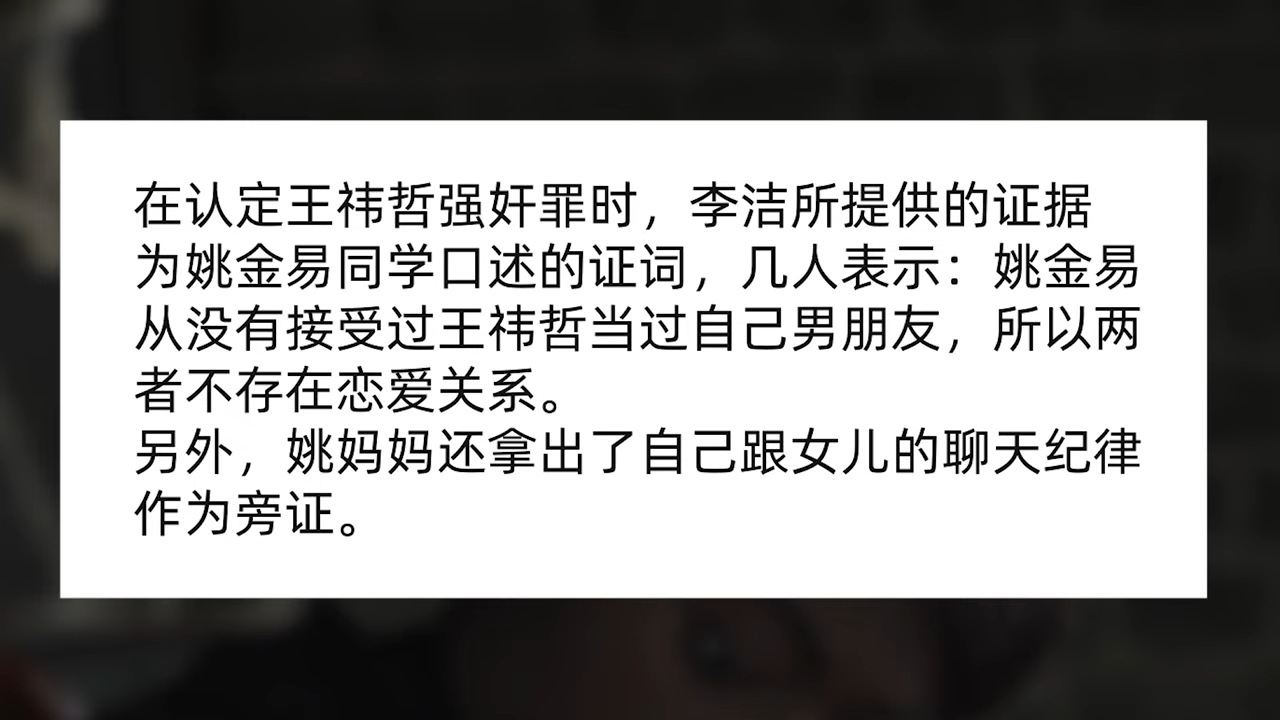 在认定王祎哲强奸罪时，李洁所提供的证据
为姚金易同学口述的证词，几人表示：姚金易
从没有接受过王祎哲当过自己男朋友，所以两
者不存在恋爱关系。
另外，姚妈妈还拿出了自己跟女儿的聊天纪律
作为旁证。